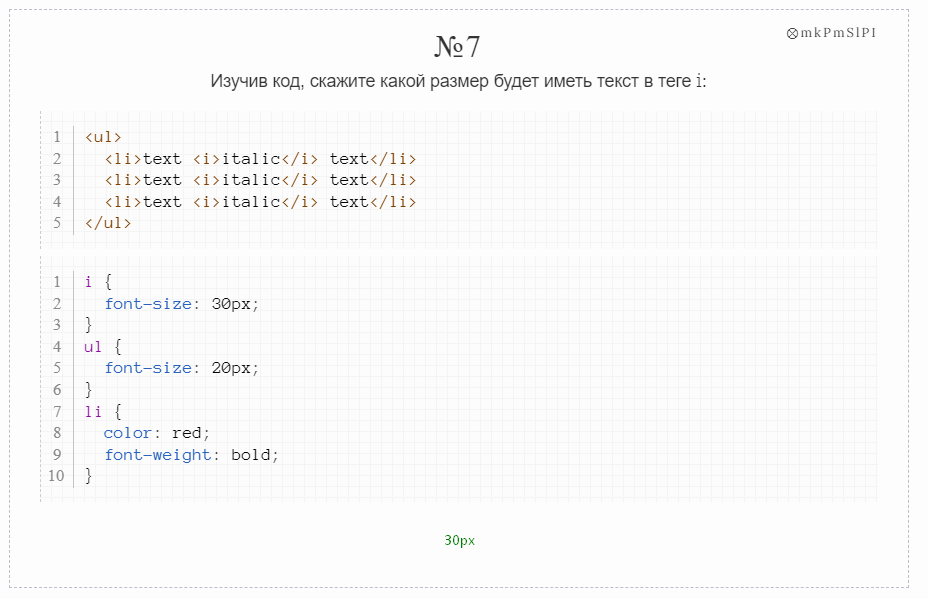 ⊗mkPmSlPI
№7
Изучив код, скажите какой размер будет иметь текст в теге i:
1 <ul>
2 <li>text <i>italic</i> text</li>
3 <li>text <i>italic</i> text</li>
4 <li>text <i>italic</i> text</li>
5 </ul>
1 i {
2 font-size: 30px;
3 }
4 ul {
5 font-size: 20px;
6 }
7 li {
8 color: red;
9 font-weight: bold;
10 }
30px